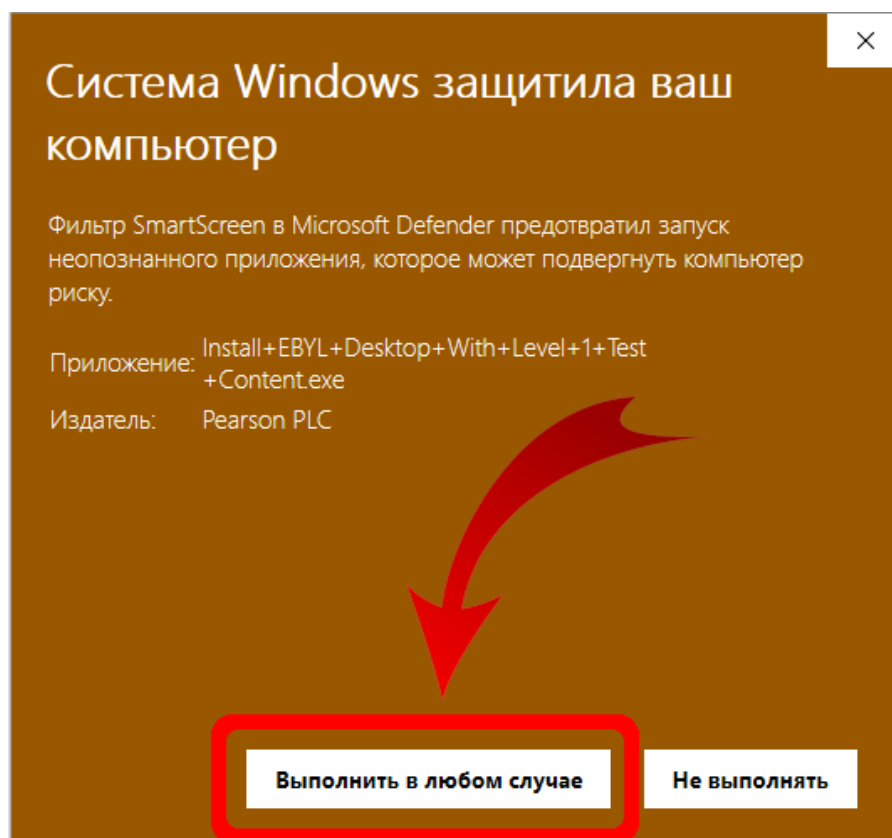 Система Windows защитила ваш
компьютер
Фильтр SmartScreen в Microsoft Defender предотвратил запуск
неопознанного приложения, которое может подвергнуть компьютер
риску.
Приложение: Install+EBYL+Desktop+With+Level+1+Test
+Content.exe
Издатель: Pearson PLC
Выполнить в любом случае Не выполнять